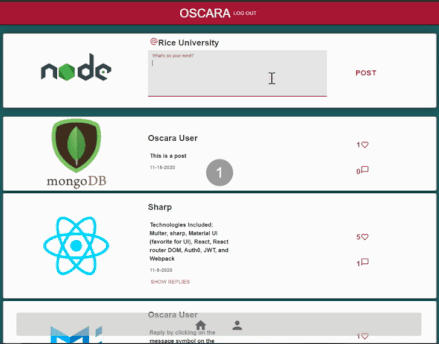 OSCARA LOG OUT
@Rice University
What's on your mind?
node
POST
Oscara User
1
This is a post
11-18-2020
0
mongoDB
1
Sharp
Technologies Included:
Multer, sharp, Material UI
(favorite for UI), React, React
router DOM, Auth0, JWT, and
Webpack
5
11-8-2020
1
SHOW REPLIES
Oscara User
Reply by clicking on the
message symbol on the
1